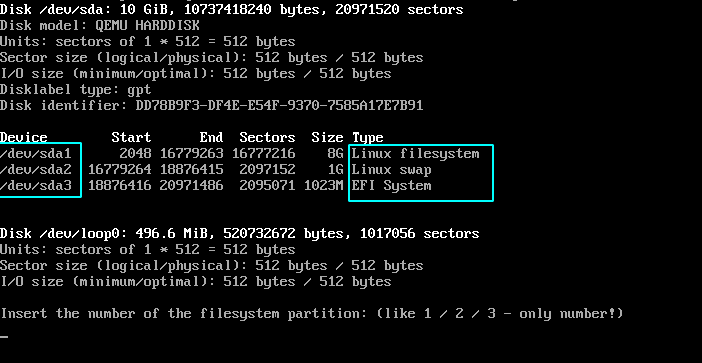 Disk /dev/sda: 10 GiB, 10737418240 bytes, 20971520 sectors
Disk model: QEMU HARDDISK
Units: sectors of 1 * 512 = 512 bytes
Sector size (logical/physical): 512 bytes / 512 bytes
I/O size (minimum/optimal): 512 bytes / 512 bytes
Disklabel type: gpt
Disk identifier: DD78B9F3-DF4E-E54F-9370-7585A17E7B91
Device Start End Sectors Size Type
/dev/sda1 2048 16779263 16777216 8G Linux filesystem
/dev/sda2 16779264 18876415 2097152 1G Linux swap
/dev/sda3 18876416 20971486 2095071 1023M EFI System
Disk /dev/loop0: 496.6 MiB, 520732672 bytes, 1017056 sectors
Units: sectors of 1 * 512 = 512 bytes
Sector size (logical/physical): 512 bytes / 512 bytes
I/O size (minimum/optimal): 512 bytes / 512 bytes
Insert the number of the filesystem partition: (like 1 / 2 / 3 - only number!)
_